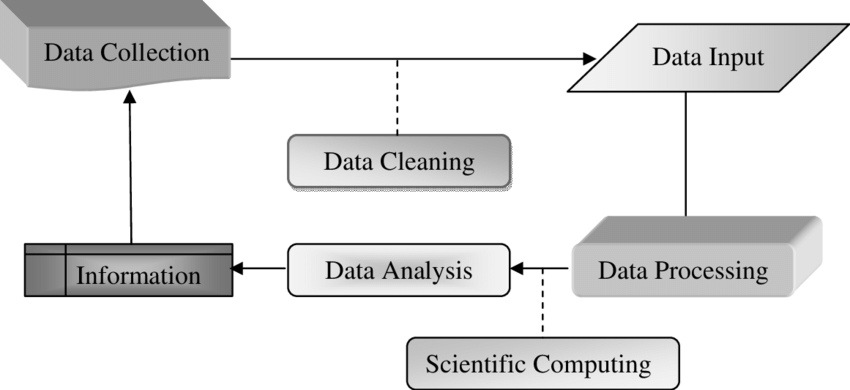 Data Collection
Data Input
Data Cleaning
Information
Data Analysis
Data Processing
Scientific Computing